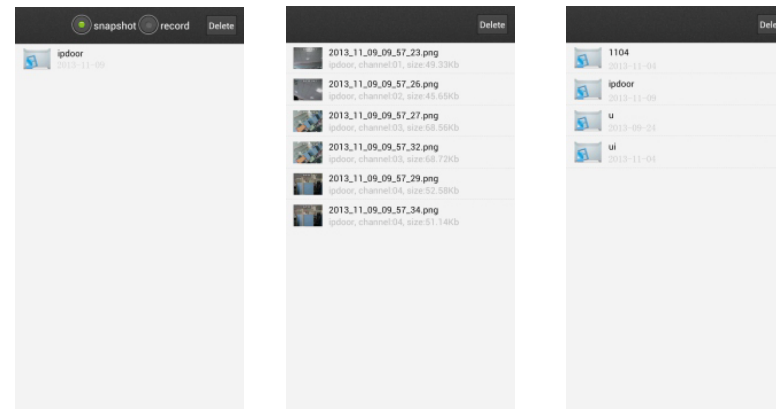 snapshot record Delete
ipdoor
2013-11-09
Delete
2013_11_09_09_57_23.png
ipdoor, channel:01, size:49.33Kb
2013_11_09_09_57_26.png
ipdoor, channel:02, size:45.65Kb
2013_11_09_09_57_27.png
ipdoor, channel:03, size:68.56Kb
2013_11_09_09_57_32.png
ipdoor, channel:03, size:68.72Kb
2013_11_09_09_57_29.png
ipdoor, channel:04, size:52.58Kb
2013_11_09_09_57_34.png
ipdoor, channel:04, size:51.14Kb
Dele
1104
2013-11-04
ipdoor
2013-11-09
u
2013-09-24
ui
2013-11-04